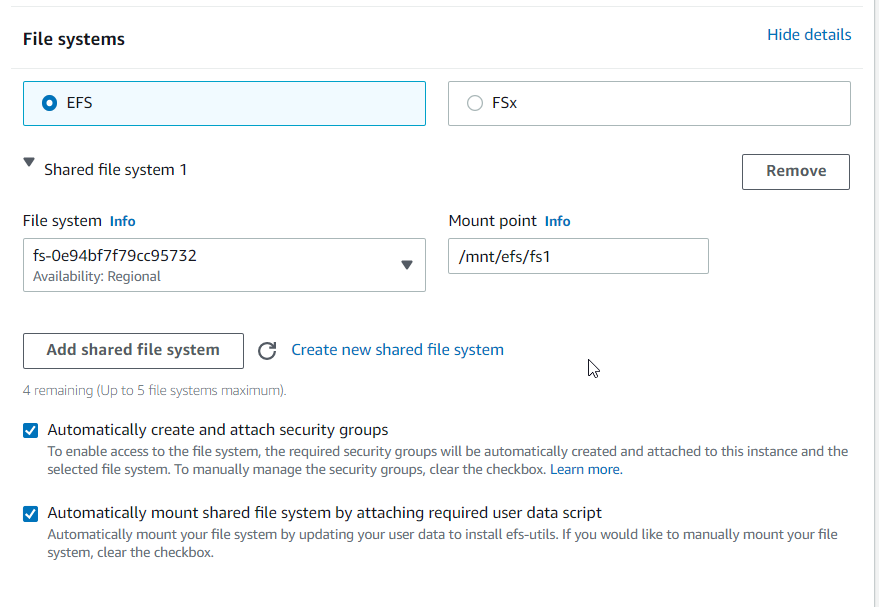 File systems
Hide details
EFS
FSx
Shared file system 1
Remove
File system Info
Mount point Info
fs-0e94bf7f79cc95732
Availability: Regional
/mnt/efs/fs1
Add shared file system
Create new shared file system
4 remaining (Up to 5 file systems maximum).
Automatically create and attach security groups
To enable access to the file system, the required security groups will be automatically created and attached to this instance and the
selected file system. To manually manage the security groups, clear the checkbox. Learn more.
Automatically mount shared file system by attaching required user data script
Automatically mount your file system by updating your user data to install efs-utils. If you would like to manually mount your file
system, clear the checkbox.